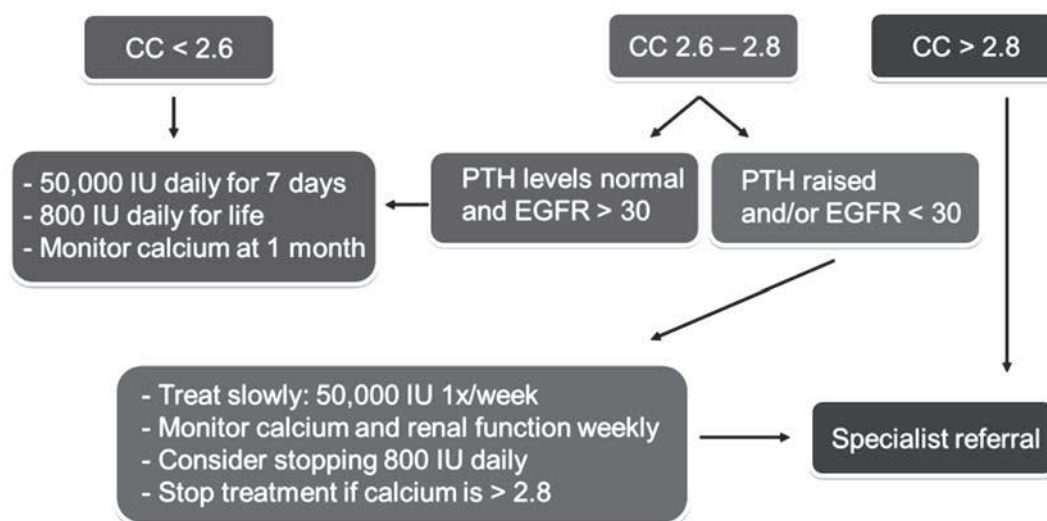 CC < 2.6
CC 2.6 – 2.8
CC > 2.8
- 50,000 IU daily for 7 days
- 800 IU daily for life
- Monitor calcium at 1 month
PTH levels normal
and EGFR > 30
PTH raised
and/or EGFR < 30
- Treat slowly: 50,000 IU 1x/week
- Monitor calcium and renal function weekly
- Consider stopping 800 IU daily
- Stop treatment if calcium is > 2.8
Specialist referral